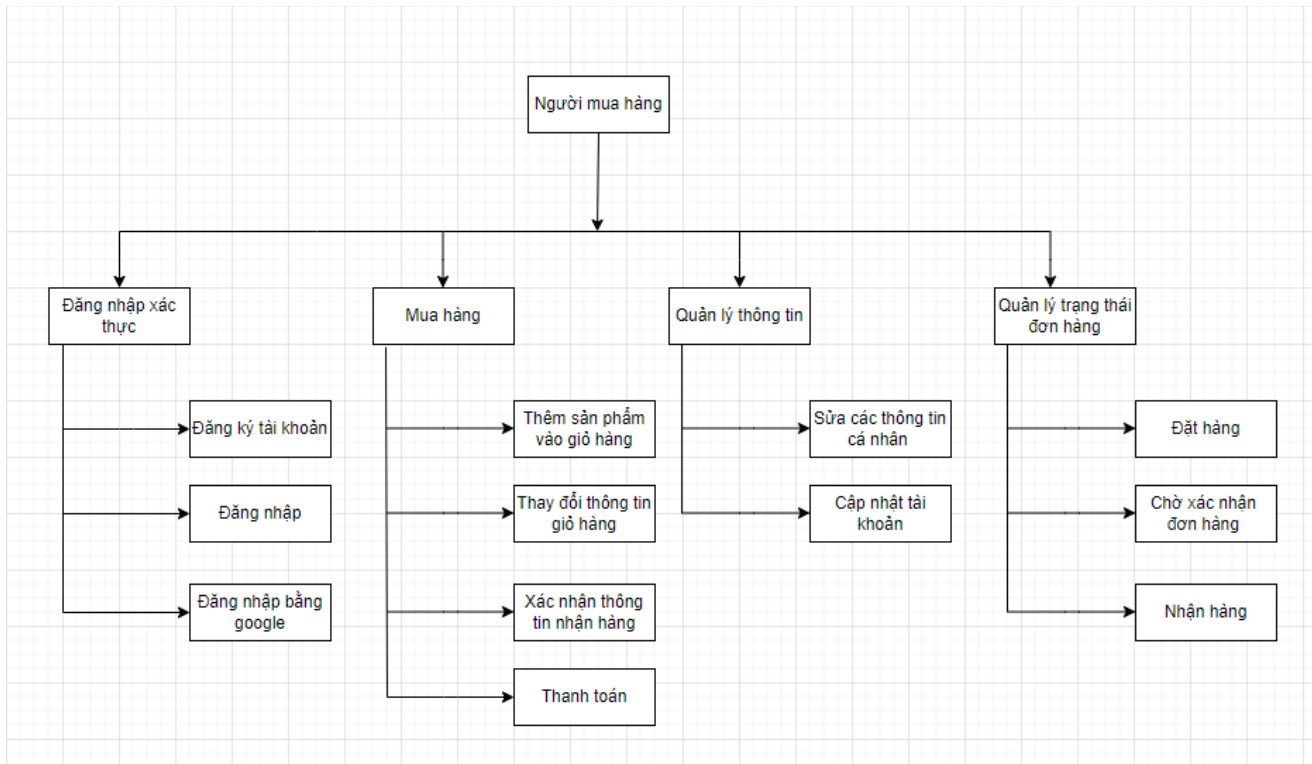 Người mua hàng
Đăng nhập xác
thực
Mua hàng
Quản lý thông tin
Quản lý trạng thái
đơn hàng
Đăng ký tài khoản
Thêm sản phẩm
vào giỏ hàng
Sửa các thông tin
cá nhân
Đặt hàng
Đăng nhập
Thay đổi thông tin
giỏ hàng
Cập nhật tài
khoản
Chờ xác nhận
đơn hàng
Đăng nhập bằng
google
Xác nhận thông
tin nhận hàng
Nhận hàng
Thanh toán